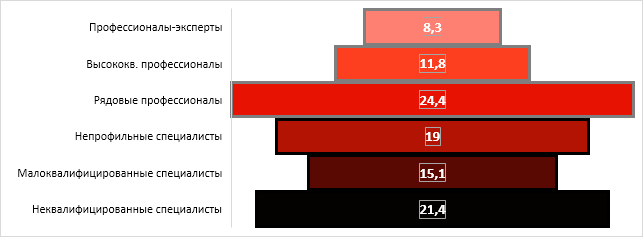 Профессионалы-эксперты 8,3
Высококв. профессионалы 11,8
Рядовые профессионалы 24,4
Непрофильные специалисты 19
Малоквалифицированные специалисты 15,1
Неквалифицированные специалисты 21,4